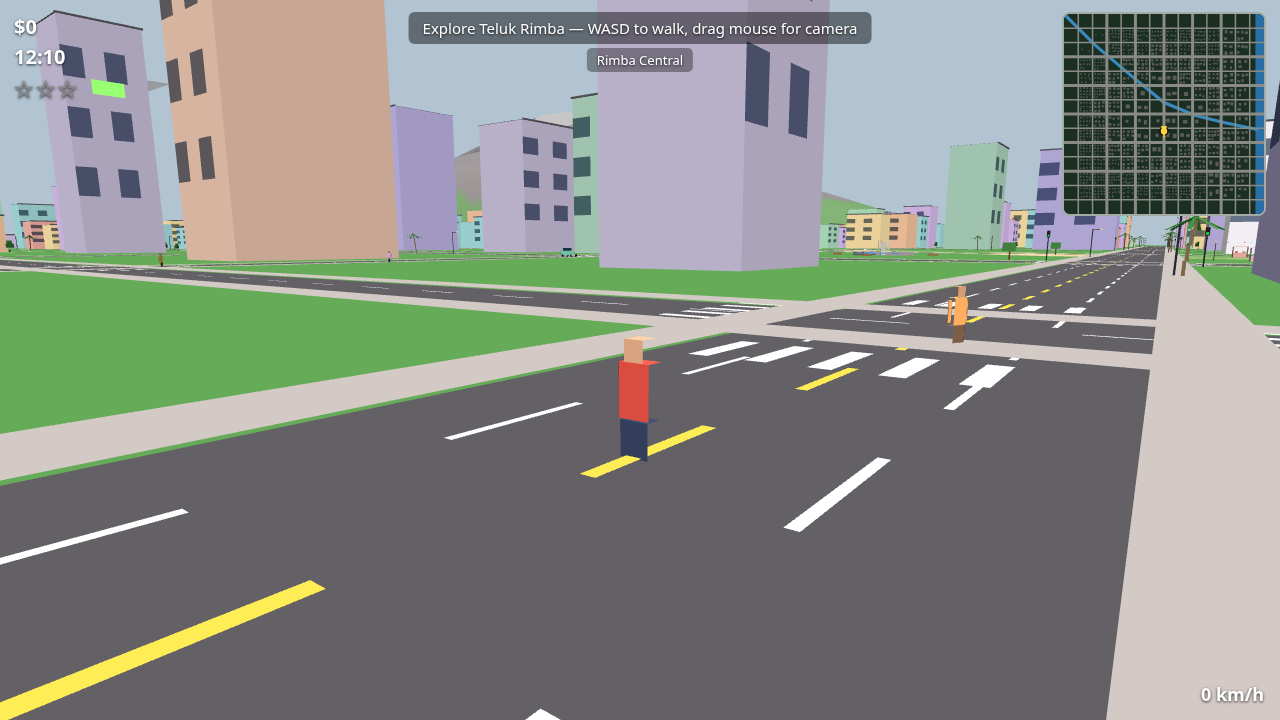 $0
12:10
Explore Teluk Rimba — WASD to walk, drag mouse for camera
Rimba Central
0 km/h